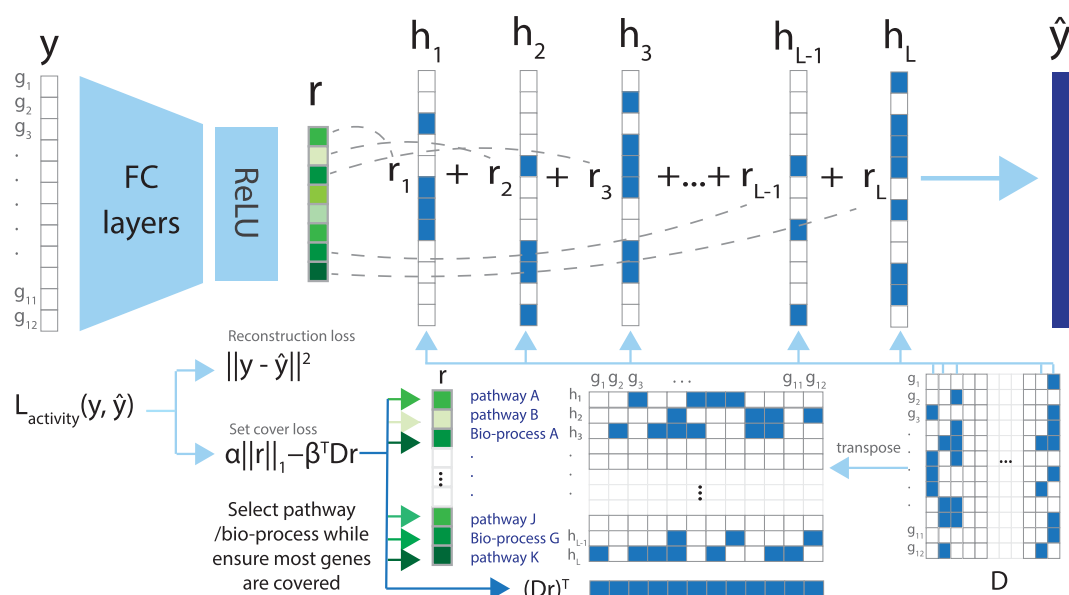 y
g1
g2
g3
.
.
.
.
.
g11
g12
FC
layers
ReLU
r
h1
h2
h3
hL-1
hL
ŷ
r1 + r2 + r3 +...+ rL-1 + rL
Lactivity(y, ŷ)
Reconstruction loss
||y - ŷ||²
Set cover loss
α||r||1–βᵀDr
Select pathway
/bio-process while
ensure most genes
are covered
r
pathway A
pathway B
Bio-process A
.
.
.
pathway J
Bio-process G
pathway K
(Dr)ᵀ
g1 g2 g3 ... g11 g12
h1
h2
h3
.
.
.
hL-1
hL
transpose
g1
g2
g3
.
.
.
.
.
g11
g12
...
D